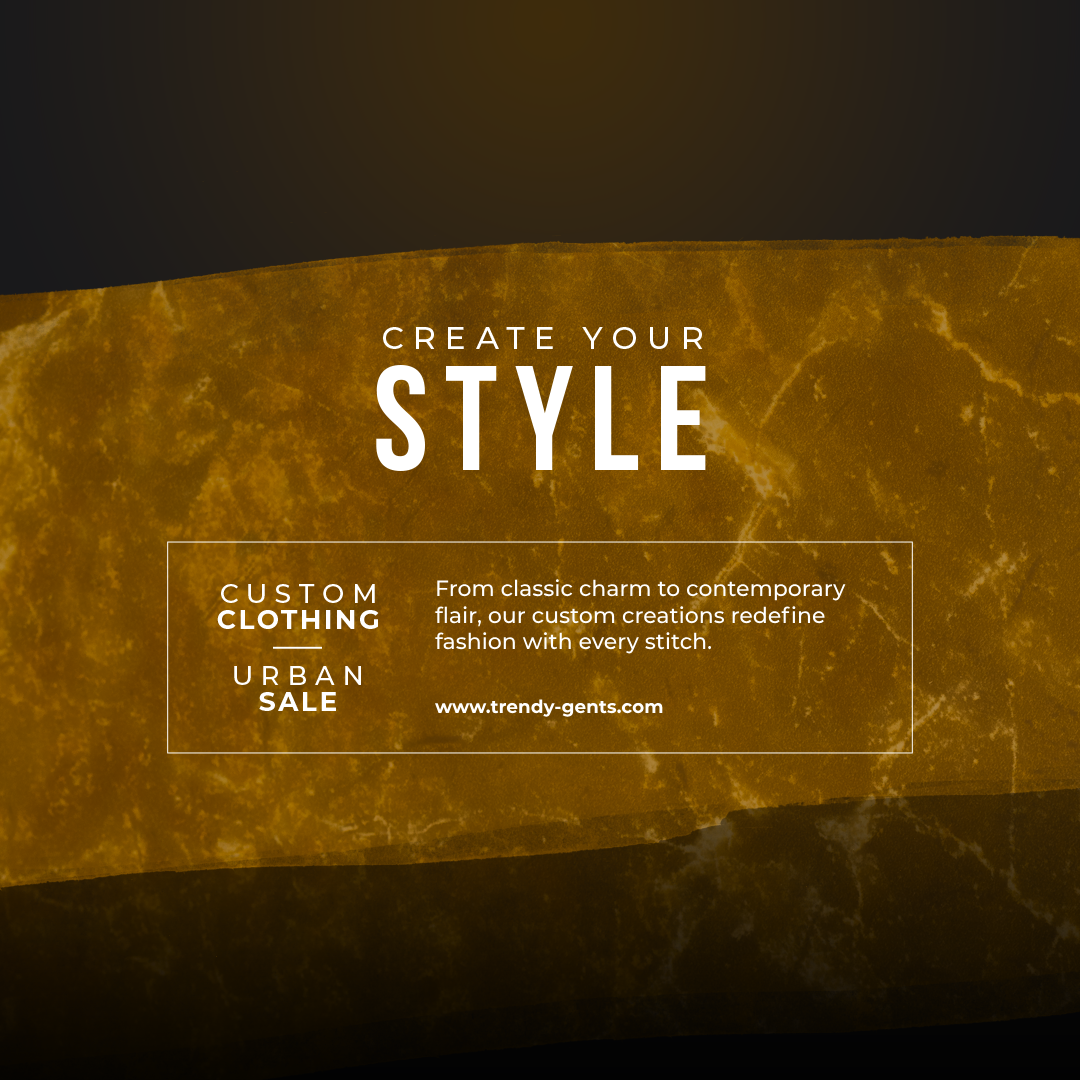 CREATE YOUR
STYLE
CUSTOM
CLOTHING
URBAN
SALE
From classic charm to contemporary
flair, our custom creations redefine
fashion with every stitch.
www.trendy-gents.com